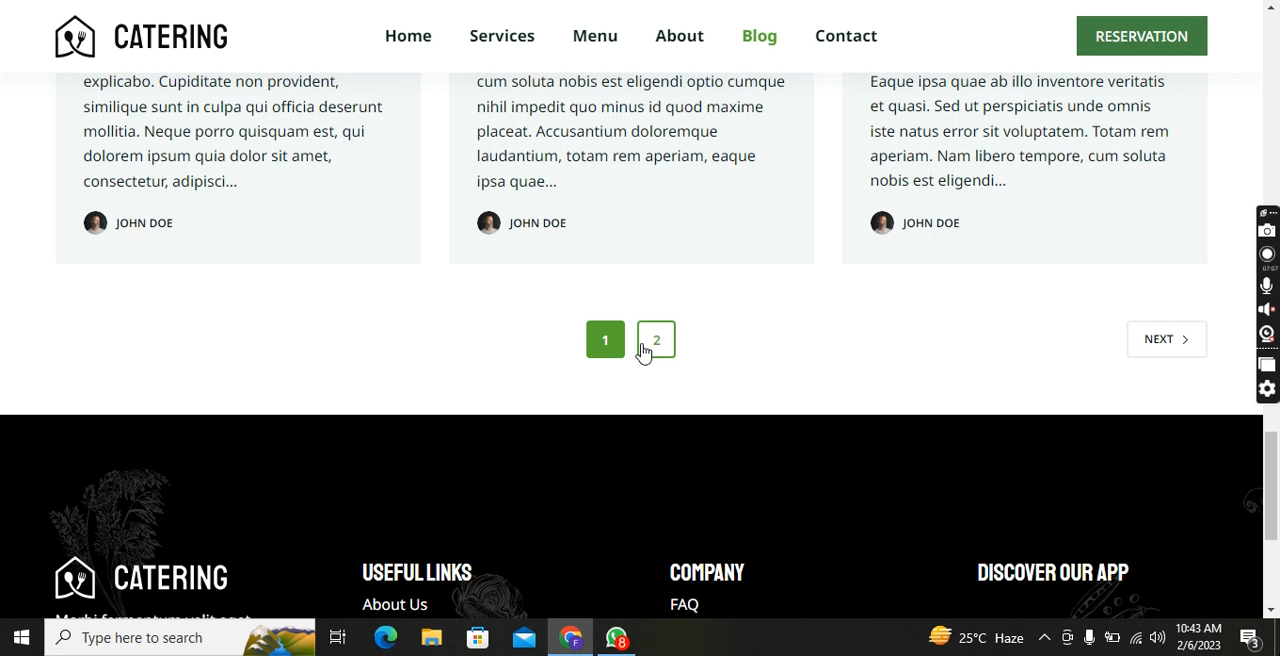 CATERING
Home Services Menu About Blog Contact
RESERVATION
explicabo. Cupiditate non provident,
similique sunt in culpa qui officia deserunt
mollitia. Neque porro quisquam est, qui
dolorem ipsum quia dolor sit amet,
consectetur, adipisci...
JOHN DOE
cum soluta nobis est eligendi optio cumque
nihil impedit quo minus id quod maxime
placeat. Accusantium doloremque
laudantium, totam rem aperiam, eaque
ipsa quae...
JOHN DOE
Eaque ipsa quae ab illo inventore veritatis
et quasi. Sed ut perspiciatis unde omnis
iste natus error sit voluptatem. Totam rem
aperiam. Nam libero tempore, cum soluta
nobis est eligendi...
JOHN DOE
07:07
1 2
NEXT
CATERING
USEFUL LINKS
About Us
COMPANY
FAQ
DISCOVER OUR APP
Type here to search
8
25°C Haze
10:43 AM
2/6/2023
3